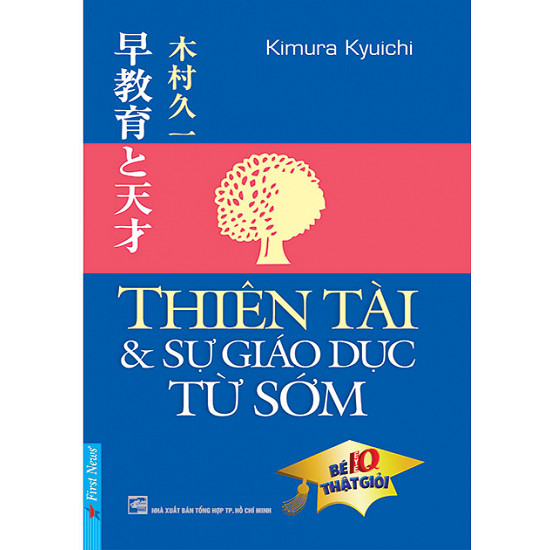 Kimura Kyuichi
木村久一
早教育と天才
THIÊN TÀI
& SỰ GIÁO DỤC
TỪ SỚM
BÉ IQ
THẬT GIỎI
First News
NHÀ XUẤT BẢN TỔNG HỢP TP. HỒ CHÍ MINH